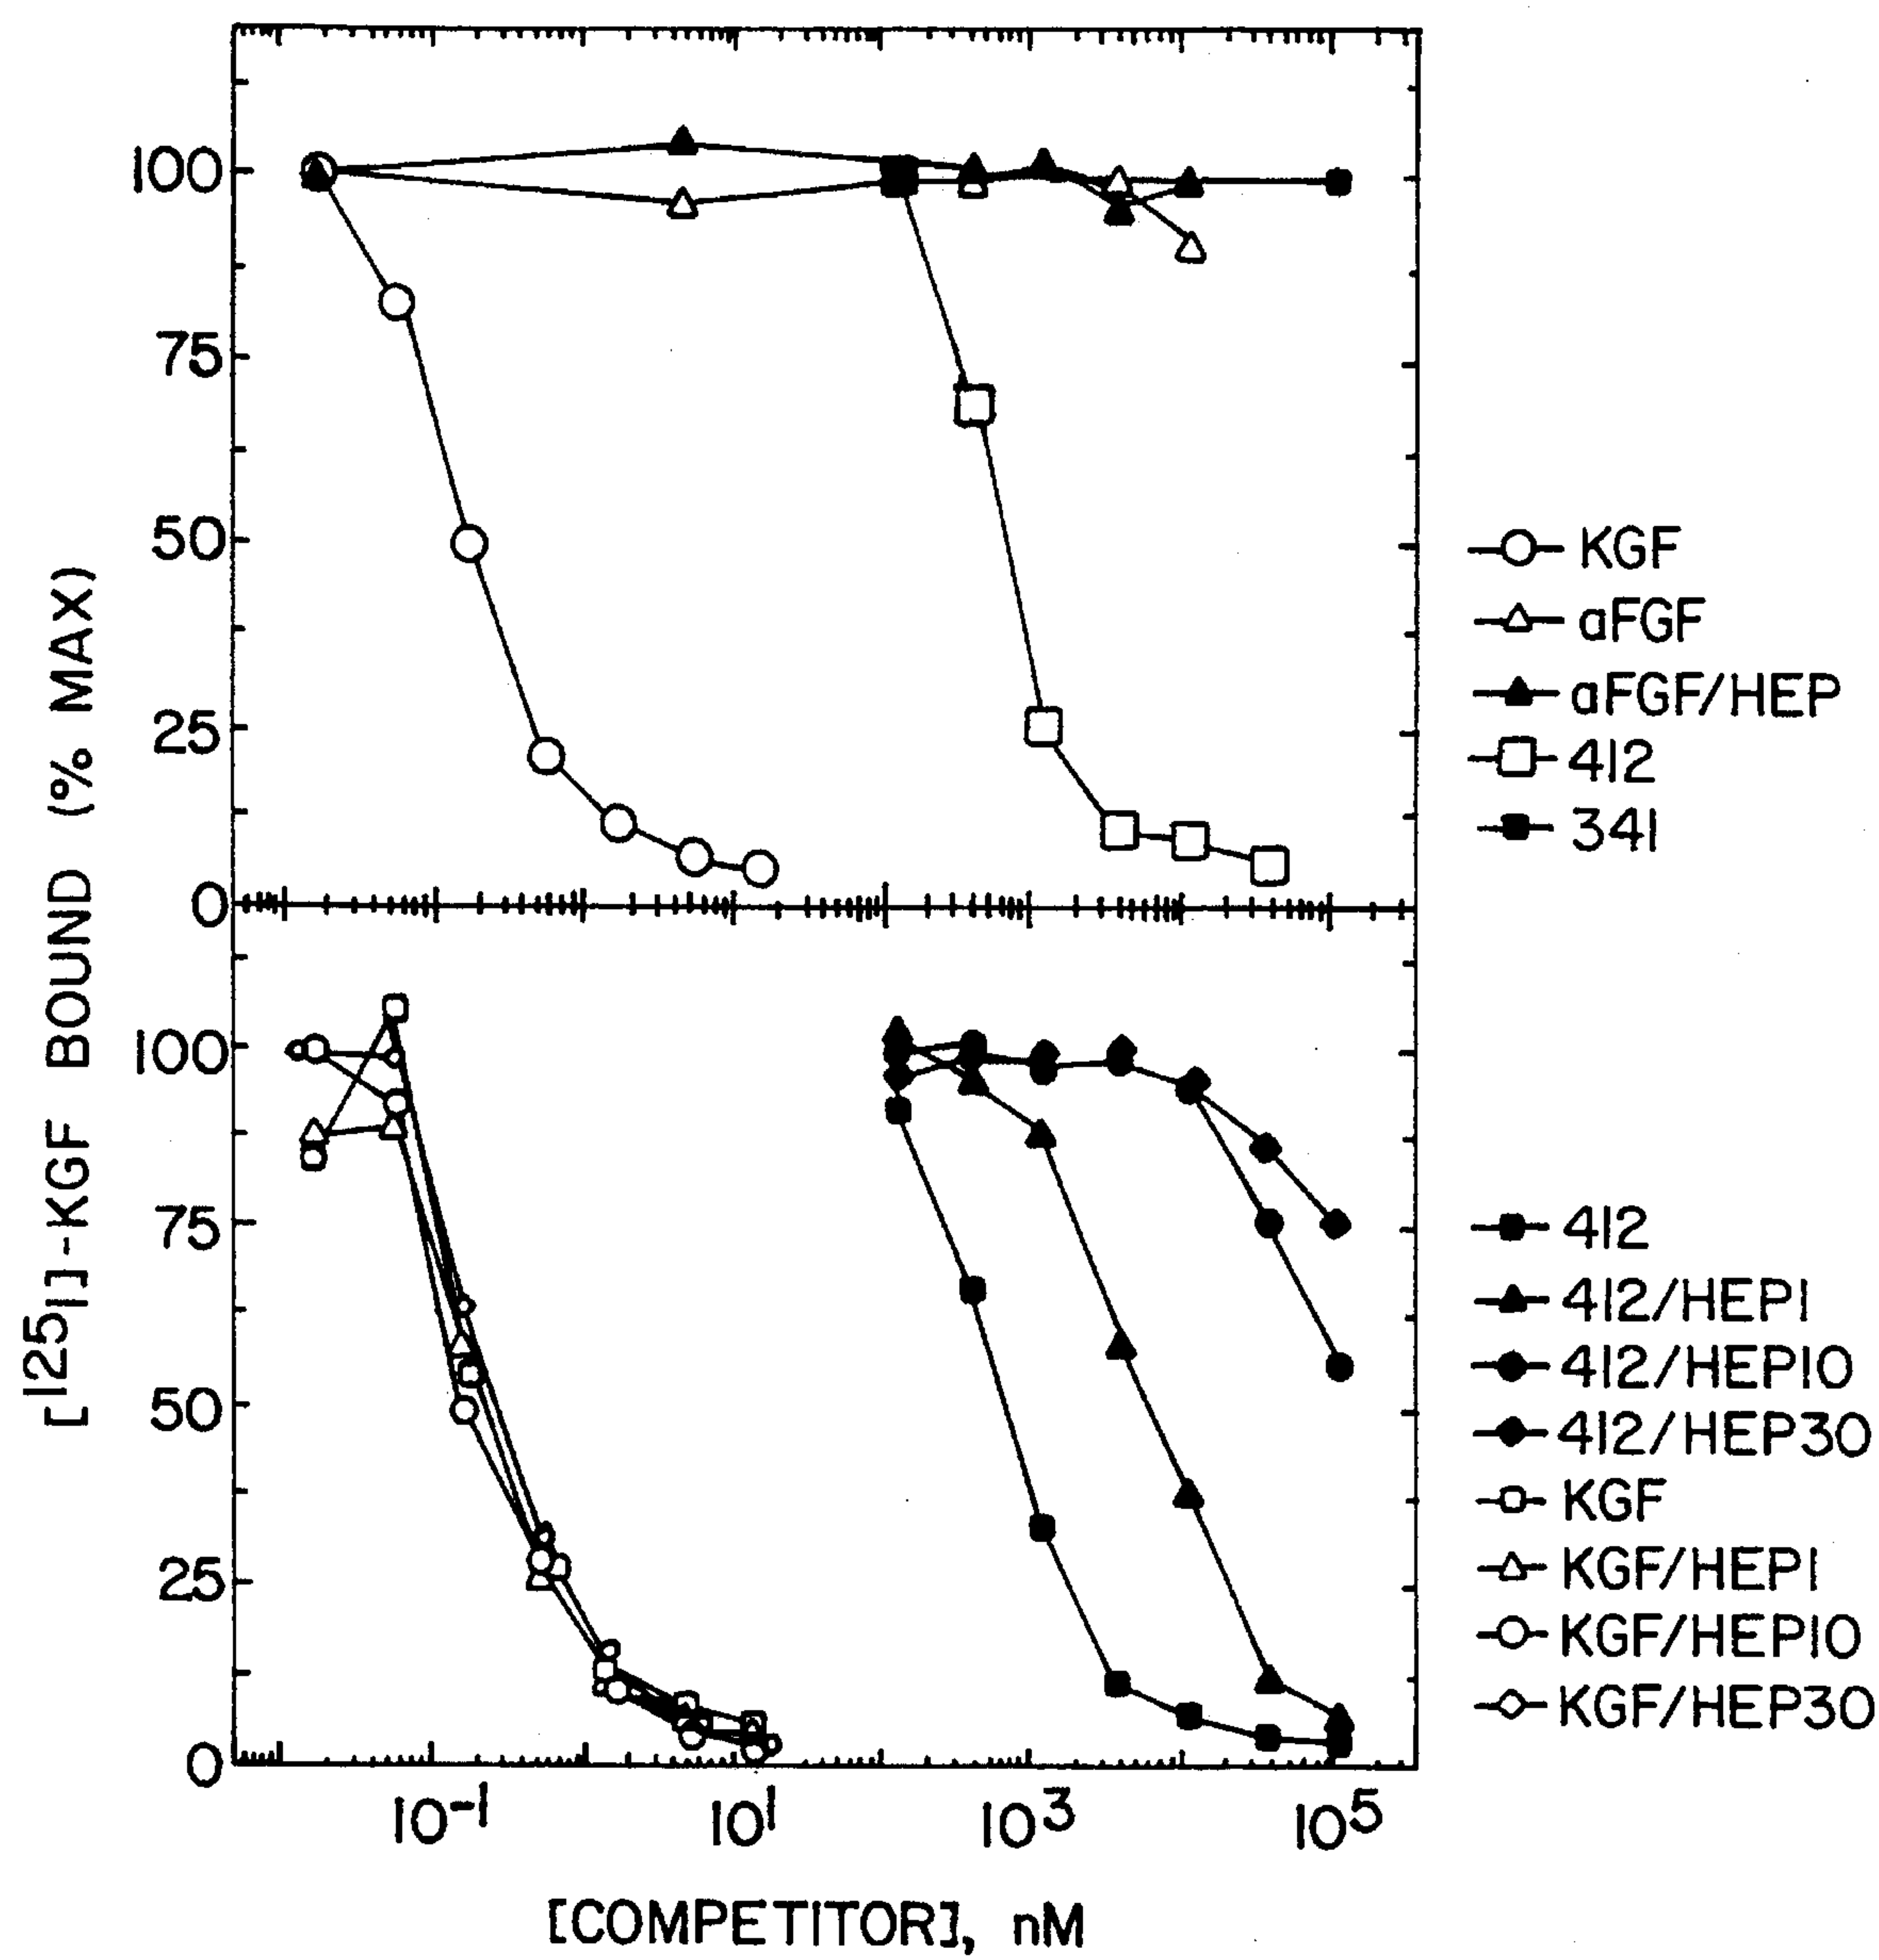 [¹²⁵I]-KGF BOUND (% MAX)
100
75
50
25
0
KGF
aFGF
aFGF/HEP
412
341
100
75
50
25
0
412
412/HEP1
412/HEP10
412/HEP30
KGF
KGF/HEP1
KGF/HEP10
KGF/HEP30
10⁻¹ 10¹ 10³ 10⁵
[COMPETITOR], nM